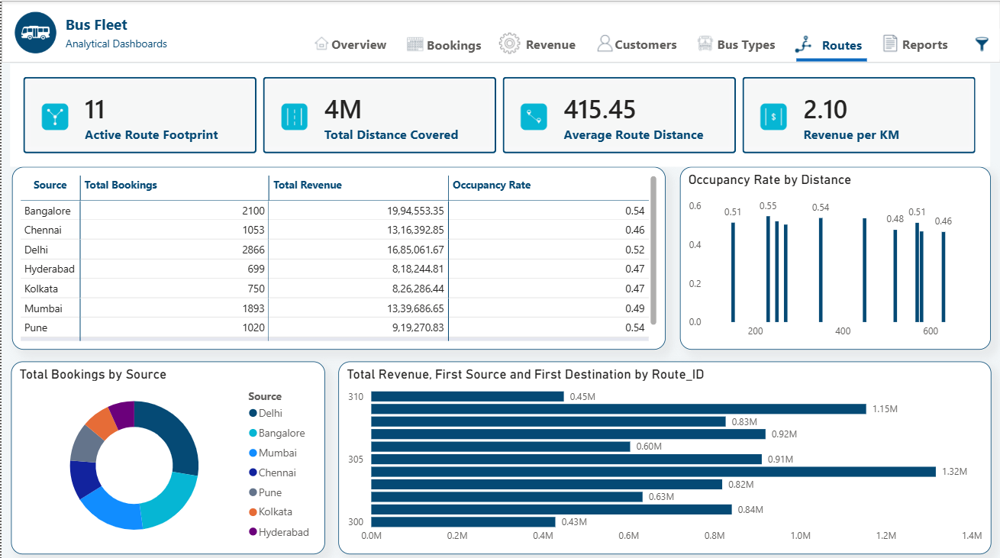 Bus Fleet
Analytical Dashboards
Overview
Bookings
Revenue
Customers
Bus Types
Routes
Reports
11
Active Route Footprint
4M
Total Distance Covered
415.45
Average Route Distance
$
2.10
Revenue per KM
Source Total Bookings Total Revenue Occupancy Rate
Bangalore 2100 19,94,553.35 0.54
Chennai 1053 13,16,392.85 0.46
Delhi 2866 16,85,061.67 0.52
Hyderabad 699 8,18,244.81 0.47
Kolkata 750 8,26,286.44 0.47
Mumbai 1893 13,39,686.65 0.49
Pune 1020 9,19,270.83 0.54
Occupancy Rate by Distance
0.6
0.4
0.2
0.0
0.51
0.55
0.54
0.48
0.51
0.46
200 400 600
Total Bookings by Source
Source
Delhi
Bangalore
Mumbai
Chennai
Pune
Kolkata
Hyderabad
Total Revenue, First Source and First Destination by Route_ID
310 0.45M
1.15M
0.83M
0.92M
0.60M
305 0.91M
1.32M
0.82M
0.63M
0.84M
300 0.43M
0.0M 0.2M 0.4M 0.6M 0.8M 1.0M 1.2M 1.4M